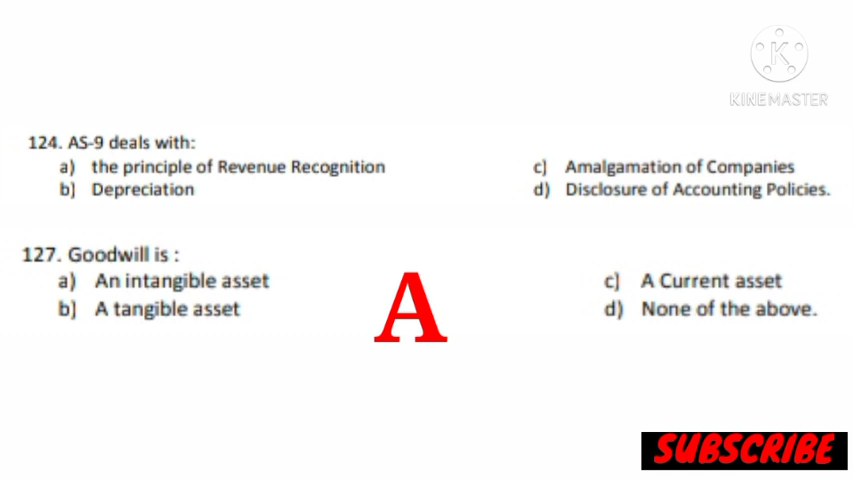 K
KINEMASTER
124. AS-9 deals with:
a) the principle of Revenue Recognition
b) Depreciation
c) Amalgamation of Companies
d) Disclosure of Accounting Policies.
127. Goodwill is :
a) An intangible asset
b) A tangible asset
c) A Current asset
d) None of the above.
A
SUBSCRIBE